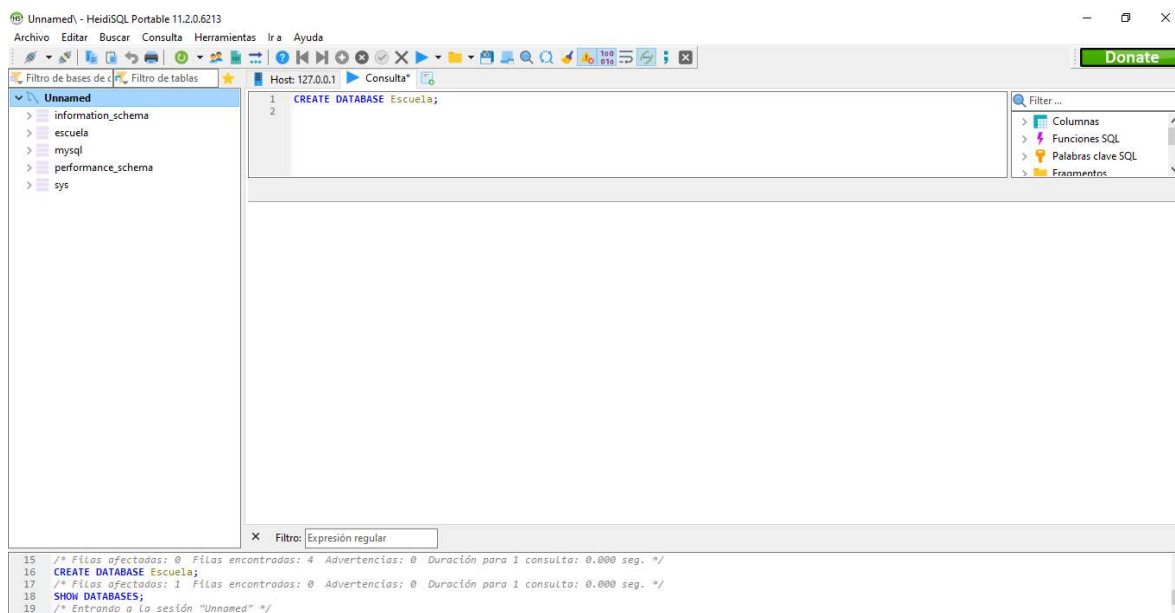 Unnamed\ - HeidiSQL Portable 11.2.0.6213
Archivo Editar Buscar Consulta Herramientas Ir a Ayuda
Donate
Filtro de bases de d Filtro de tablas
Host: 127.0.0.1 Consulta*
Unnamed
information_schema
escuela
mysql
performance_schema
sys
1 CREATE DATABASE Escuela;
2
Filter ...
Columnas
Funciones SQL
Palabras clave SQL
Fragmentos
Filtro: Expresión regular
15 /* Filas afectadas: 0 Filas encontradas: 4 Advertencias: 0 Duración para 1 consulta: 0.000 seg. */
16 CREATE DATABASE Escuela;
17 /* Filas afectadas: 1 Filas encontradas: 0 Advertencias: 0 Duración para 1 consulta: 0.000 seg. */
18 SHOW DATABASES;
19 /* Entrando a la sesión "Unnamed" */